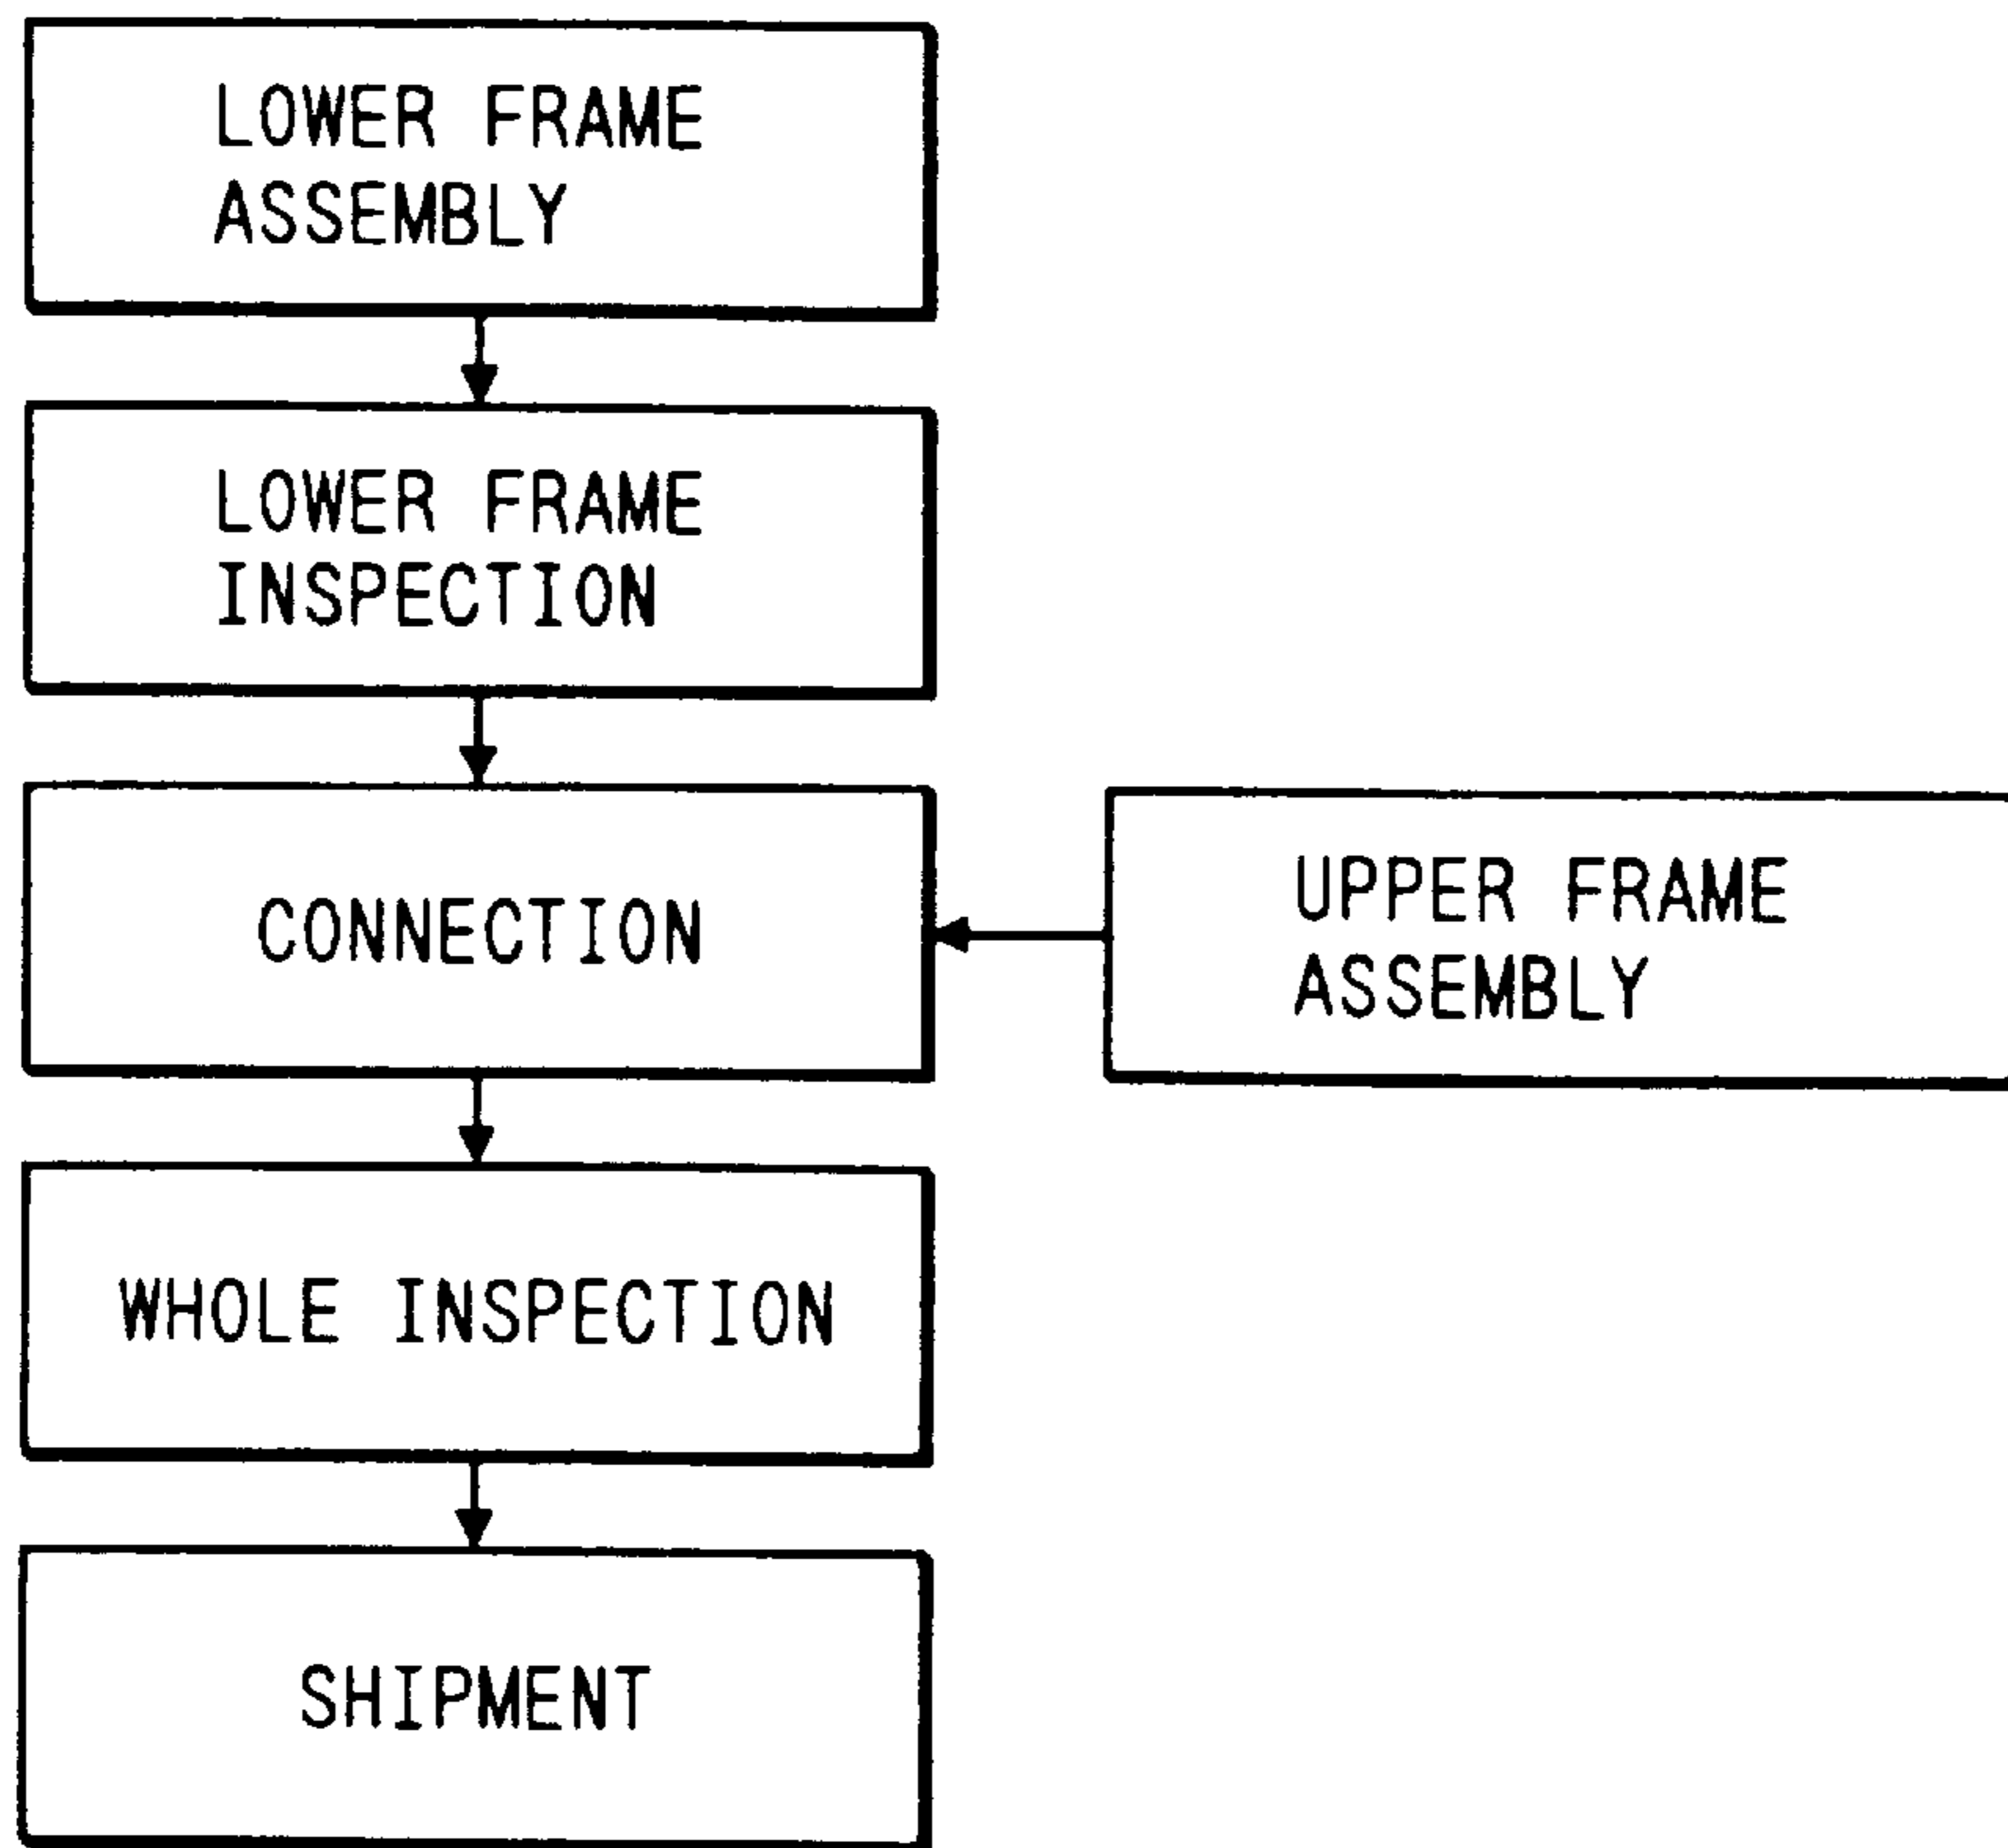 LOWER FRAME
ASSEMBLY
LOWER FRAME
INSPECTION
CONNECTION
UPPER FRAME
ASSEMBLY
WHOLE INSPECTION
SHIPMENT